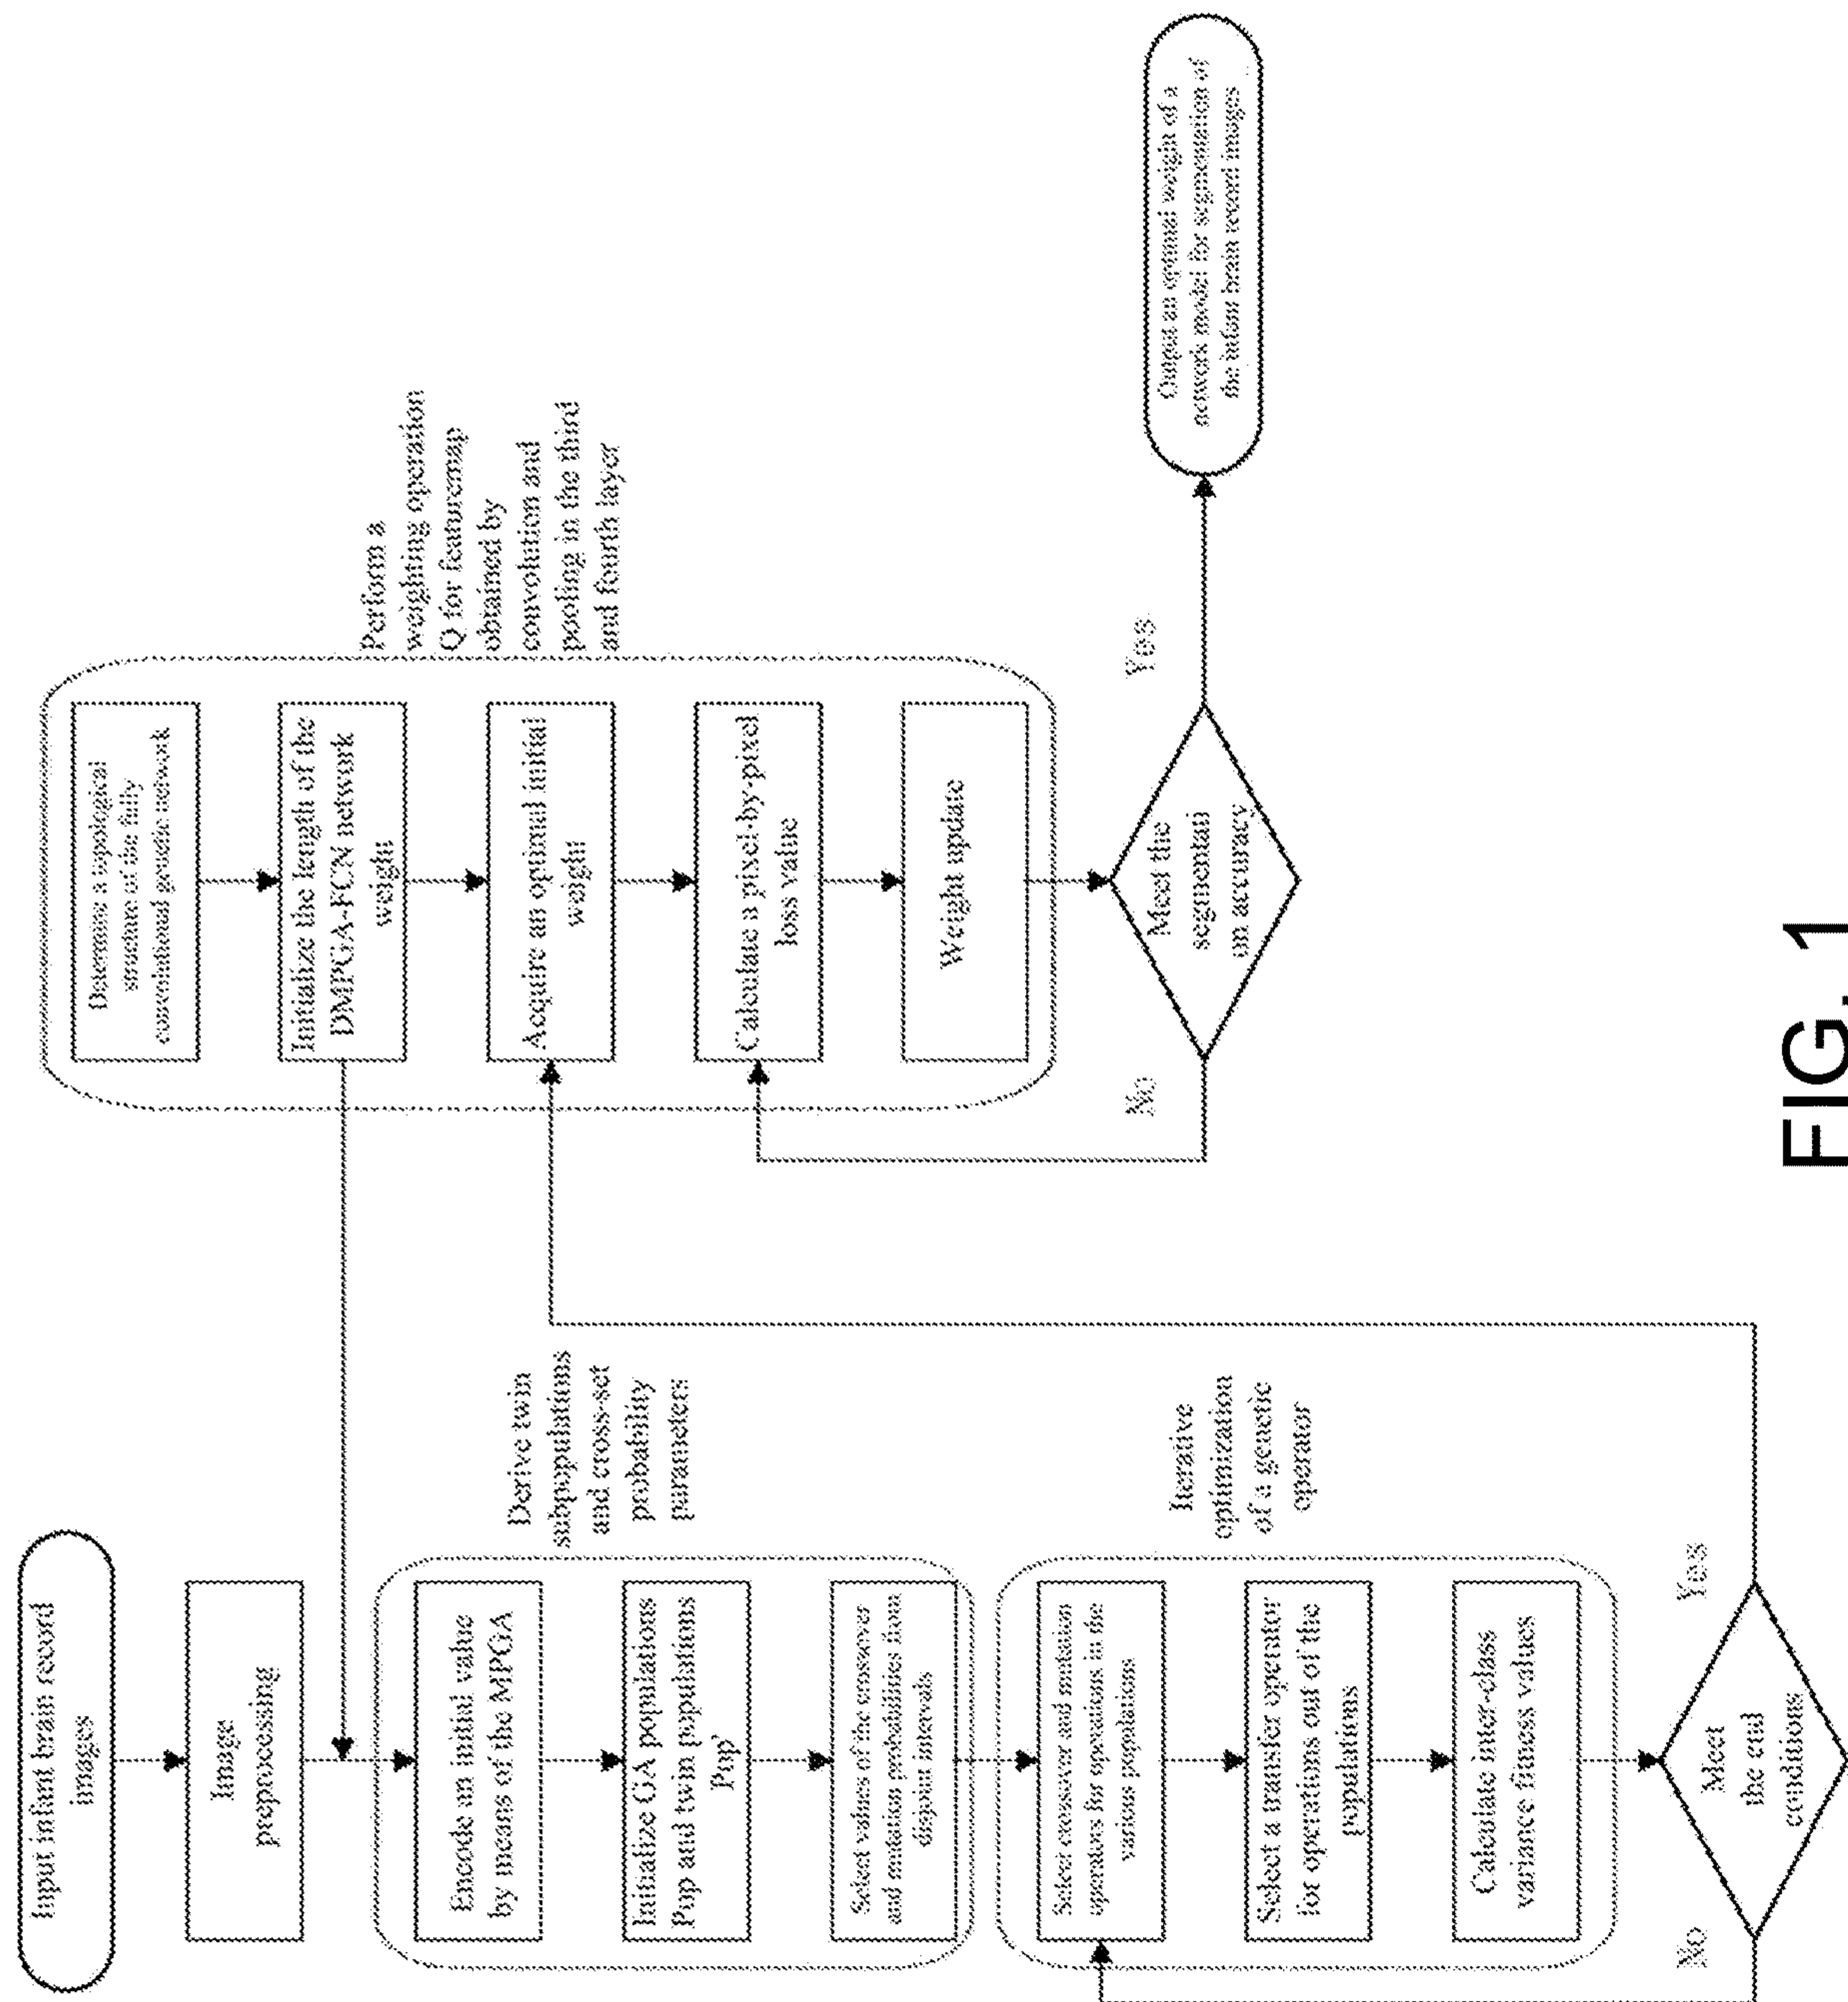 Input infant brain record
images
Image
preprocessing
Encode an initial value
by means of the MPGA
Initialize GA populations
Pup and twin populations
Pup'
Select values of the crossover
and mutation probabilities from
disjoint intervals
Derive twin
subpopulations
and cross-set
probability
parameters
Select crossover and mutation
operators for operations in the
various populations
Select a transfer operator
for operations out of the
populations
Calculate inter-class
variance fitness values
Iterative
optimization
of a genetic
operator
Meet
the end
conditions
No
Yes
Determine a topological
structure of the fully
convolutional genetic network
Initialize the length of the
DMPGA-FCN network
weight
Acquire an optimal initial
weight
Calculate a pixel-by-pixel
loss value
Weight update
Perform a
weighting operation
Q for featuremap
obtained by
convolution and
pooling in the third
and fourth layer
Meet the
segmentati
on accuracy
No
Yes
Output an optimal weight of a
network model for segmentation of
the infant brain record images
FIG. 1